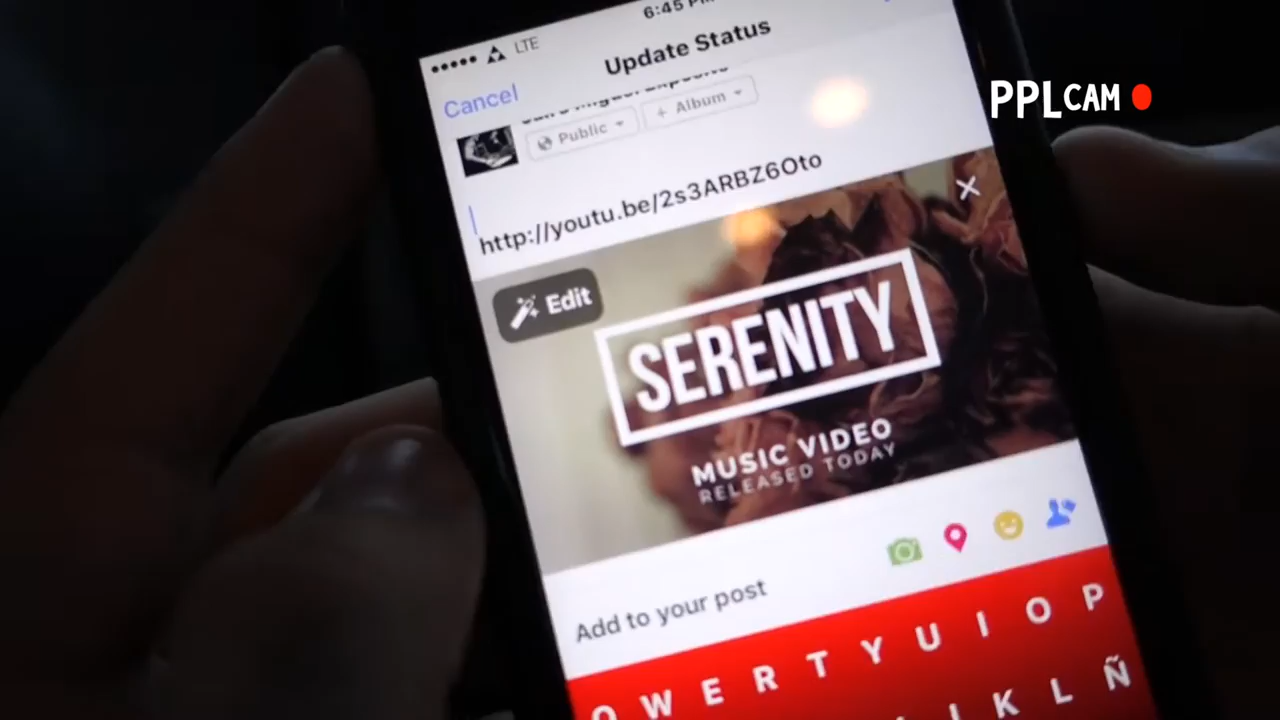 LTE
6:45 PM
Update Status
Cancel
Public
+ Album
PPLCAM
http://youtu.be/2s3ARBZ6Oto
Edit
SERENITY
MUSIC VIDEO
RELEASED TODAY
Add to your post
Q W E R T Y U I O P
K L Ñ